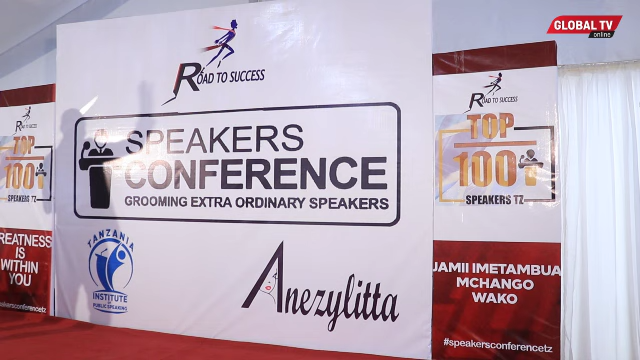 GLOBAL TV
online
ROAD TO SUCCESS
SPEAKERS
CONFERENCE
GROOMING EXTRA ORDINARY SPEAKERS
TANZANIA
INSTITUTE
OF
PUBLIC SPEAKING
Anezylitta
ROAD TO SUCCESS
TOP
100
SPEAKERS TZ
GREATNESS
IS
WITHIN
YOU
#speakersconferencetz
ROAD TO SUCCESS
TOP
100
SPEAKERS TZ
JAMII IMETAMBUA
MCHANGO
WAKO
#speakersconferencetz